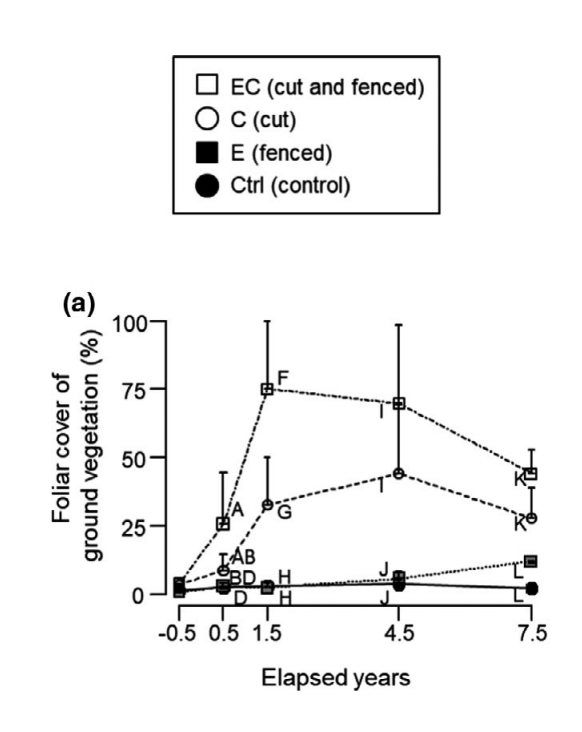 EC (cut and fenced)
C (cut)
E (fenced)
Ctrl (control)
(a)
Foliar cover of
ground vegetation (%)
100
75
50
25
0
F
I
A
K
G
I
K
AB
BD
H
J
L
D
H
J
L
-0.5 0.5 1.5 4.5 7.5
Elapsed years